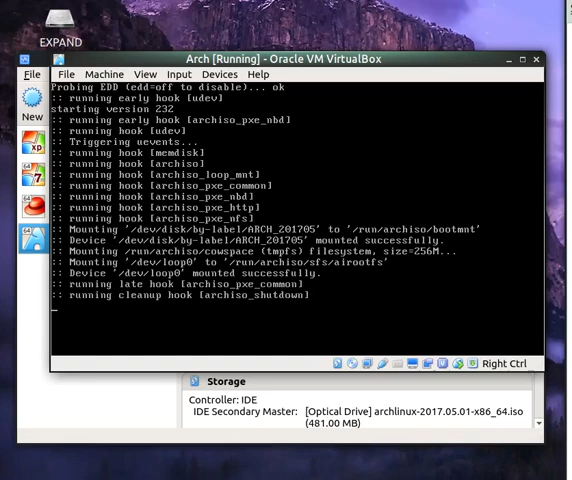 EXPAND
Arch [Running] - Oracle VM VirtualBox
File
File Machine View Input Devices Help
New
xp
64
7
64
64
Probing EDD (edd=off to disable)... ok
:: running early hook [udev]
starting version 232
:: running early hook [archiso_pxe_nbd]
:: running hook [udev]
:: Triggering uevents...
:: running hook [memdisk]
:: running hook [archiso]
:: running hook [archiso_loop_mnt]
:: running hook [archiso_pxe_common]
:: running hook [archiso_pxe_nbd]
:: running hook [archiso_pxe_http]
:: running hook [archiso_pxe_nfs]
:: Mounting '/dev/disk/by-label/ARCH_201705' to '/run/archiso/bootmnt'
:: Device '/dev/disk/by-label/ARCH_201705' mounted successfully.
:: Mounting /run/archiso/cowspace (tmpfs) filesystem, size=256M...
:: Mounting '/dev/loop0' to '/run/archiso/sfs/airootfs'
:: Device '/dev/loop0' mounted successfully.
:: running late hook [archiso_pxe_common]
:: running cleanup hook [archiso_shutdown]
Right Ctrl
Storage
Controller: IDE
IDE Secondary Master: [Optical Drive] archlinux-2017.05.01-x86_64.iso
(481.00 MB)